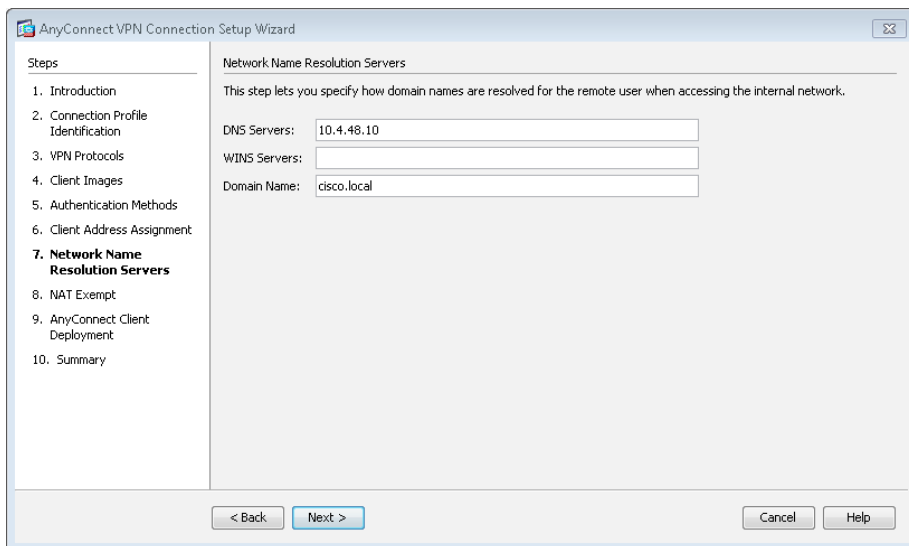 AnyConnect VPN Connection Setup Wizard
Steps
1. Introduction
2. Connection Profile
Identification
3. VPN Protocols
4. Client Images
5. Authentication Methods
6. Client Address Assignment
7. Network Name
Resolution Servers
8. NAT Exempt
9. AnyConnect Client
Deployment
10. Summary
Network Name Resolution Servers
This step lets you specify how domain names are resolved for the remote user when accessing the internal network.
DNS Servers: 10.4.48.10
WINS Servers:
Domain Name: cisco.local
< Back Next > Cancel Help